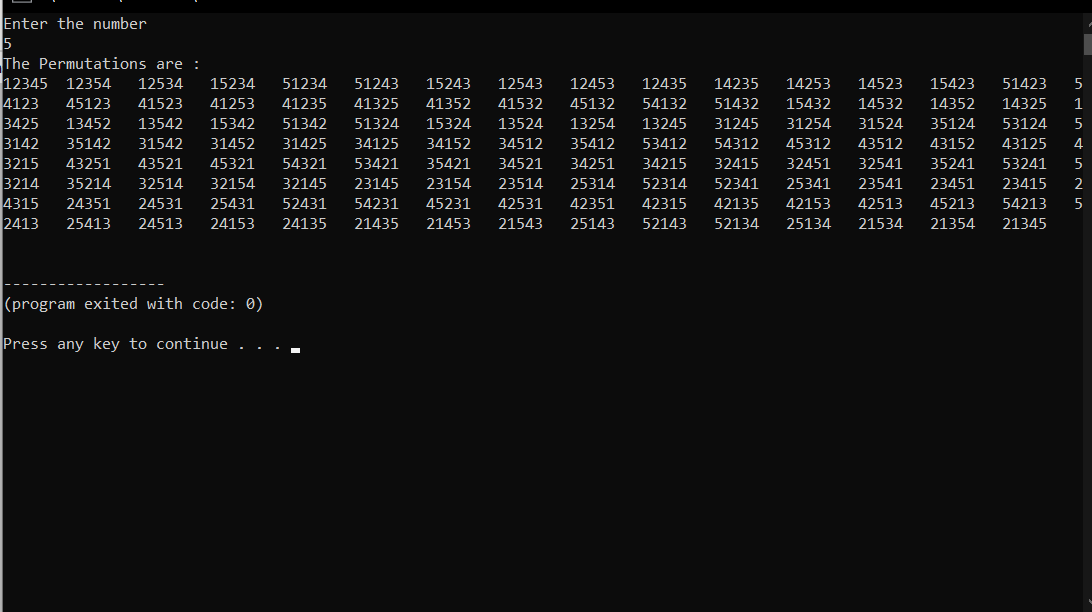 Enter the number
5
The Permutations are :
12345 12354 12534 15234 51234 51243 15243 12543 12453 12435 14235 14253 14523 15423 51423 5
4123 45123 41523 41253 41235 41325 41352 41532 45132 54132 51432 15432 14532 14352 14325 1
3425 13452 13542 15342 51342 51324 15324 13524 13254 13245 31245 31254 31524 35124 53124 5
3142 35142 31542 31452 31425 34125 34152 34512 35412 53412 54312 45312 43512 43152 43125 4
3215 43251 43521 45321 54321 53421 35421 34521 34251 34215 32415 32451 32541 35241 53241 5
3214 35214 32514 32154 32145 23145 23154 23514 25314 52314 52341 25341 23541 23451 23415 2
4315 24351 24531 25431 52431 54231 45231 42531 42351 42315 42135 42153 42513 45213 54213 5
2413 25413 24513 24153 24135 21435 21453 21543 25143 52143 52134 25134 21534 21354 21345
------------------
(program exited with code: 0)
Press any key to continue . . .